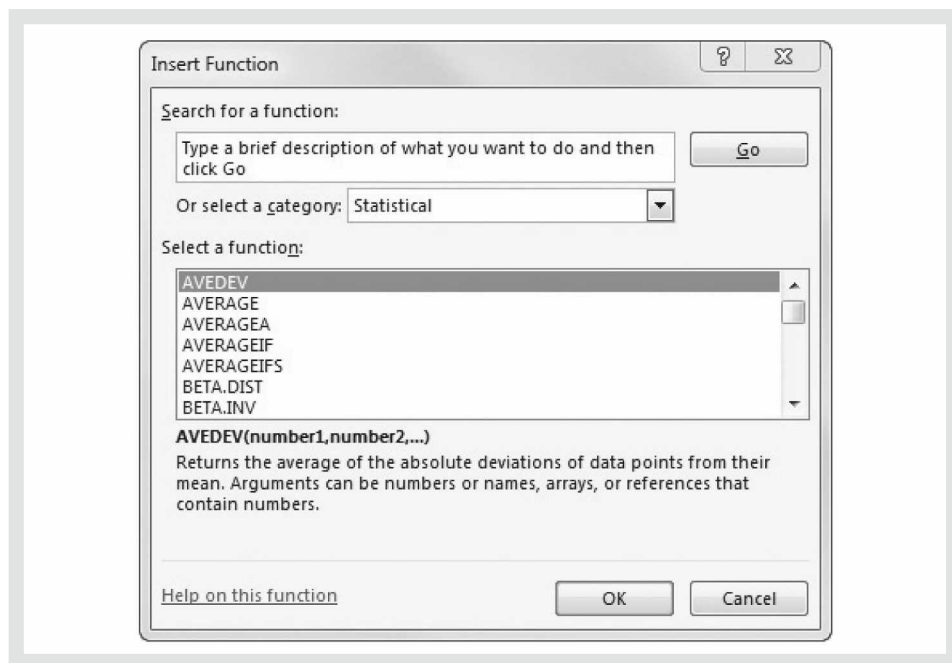 Insert Function
Search for a function:
Type a brief description of what you want to do and then
click Go
Go
Or select a category: Statistical
Select a function:
AVEDEV
AVERAGE
AVERAGEA
AVERAGEIF
AVERAGEIFS
BETA.DIST
BETA.INV
AVEDEV(number1,number2,...)
Returns the average of the absolute deviations of data points from their
mean. Arguments can be numbers or names, arrays, or references that
contain numbers.
Help on this function
OK
Cancel